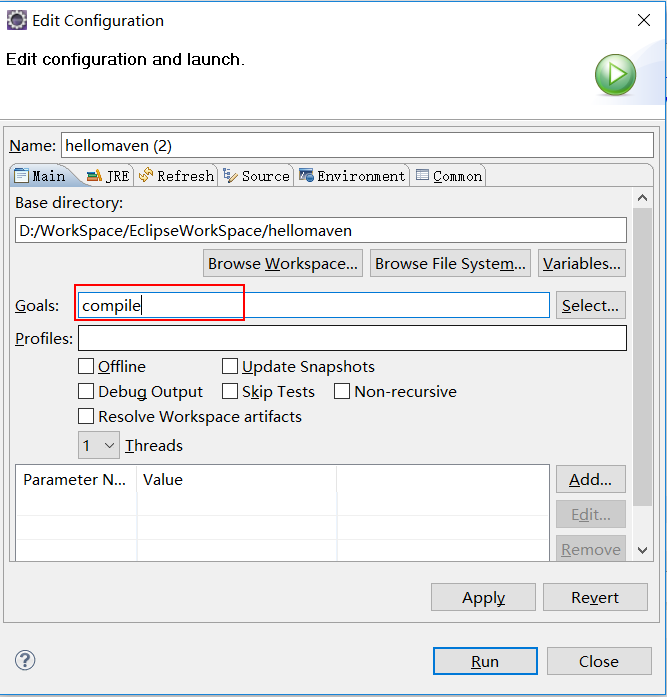 Edit Configuration
Edit configuration and launch.
Name: hellomaven (2)
Main JRE Refresh Source Environment Common
Base directory:
D:/WorkSpace/EclipseWorkSpace/hellomaven
Browse Workspace... Browse File System... Variables...
Goals: compile Select...
Profiles:
Offline Update Snapshots
Debug Output Skip Tests Non-recursive
Resolve Workspace artifacts
1 Threads
Parameter N... Value Add...
Edit...
Remove
Apply Revert
? Run Close